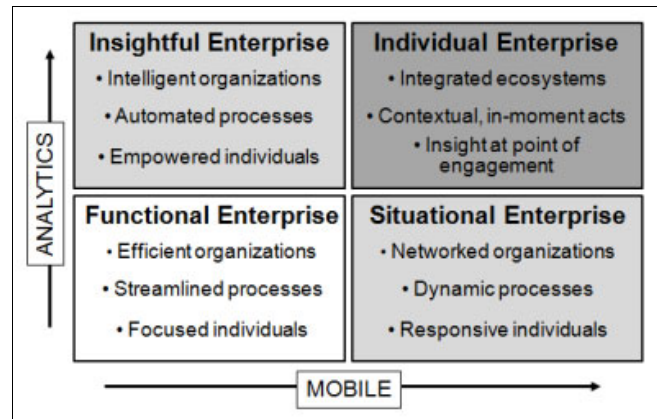 ANALYTICS
Insightful Enterprise
• Intelligent organizations
• Automated processes
• Empowered individuals
Individual Enterprise
• Integrated ecosystems
• Contextual, in-moment acts
• Insight at point of
engagement
Functional Enterprise
• Efficient organizations
• Streamlined processes
• Focused individuals
Situational Enterprise
• Networked organizations
• Dynamic processes
• Responsive individuals
MOBILE